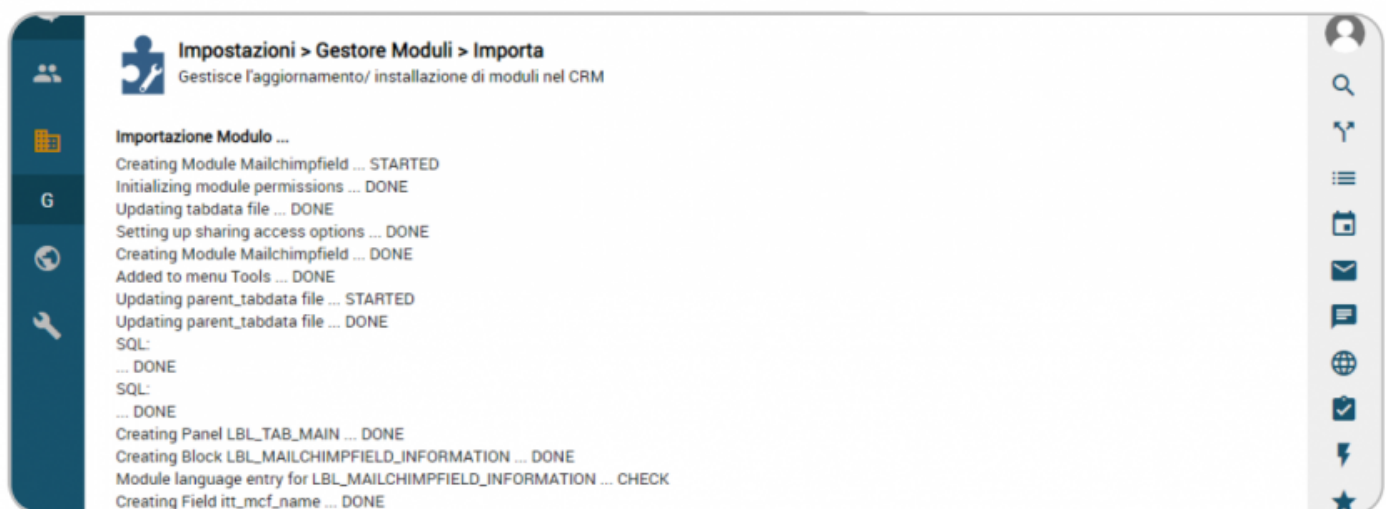 Impostazioni > Gestore Moduli > Importa
Gestisce l'aggiornamento/ installazione di moduli nel CRM
G
Importazione Modulo ...
Creating Module Mailchimpfield ... STARTED
Initializing module permissions ... DONE
Updating tabdata file ... DONE
Setting up sharing access options ... DONE
Creating Module Mailchimpfield ... DONE
Added to menu Tools ... DONE
Updating parent_tabdata file ... STARTED
Updating parent_tabdata file ... DONE
SQL:
... DONE
SQL:
... DONE
Creating Panel LBL_TAB_MAIN ... DONE
Creating Block LBL_MAILCHIMPFIELD_INFORMATION ... DONE
Module language entry for LBL_MAILCHIMPFIELD_INFORMATION ... CHECK
Creating Field itt_mcf_name ... DONE